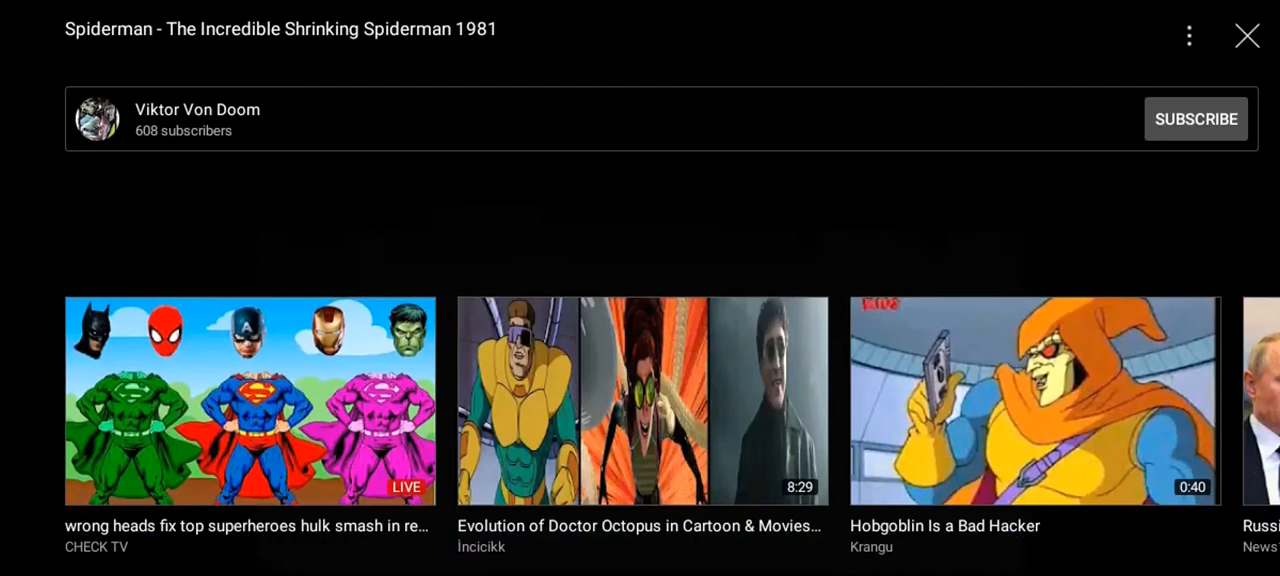 Spiderman - The Incredible Shrinking Spiderman 1981
Viktor Von Doom
608 subscribers
SUBSCRIBE
A
LIVE
8:29
0:40
wrong heads fix top superheroes hulk smash in re...
Evolution of Doctor Octopus in Cartoon & Movies...
Hobgoblin Is a Bad Hacker
Russi
CHECK TV
İncicikk
Krangu
News